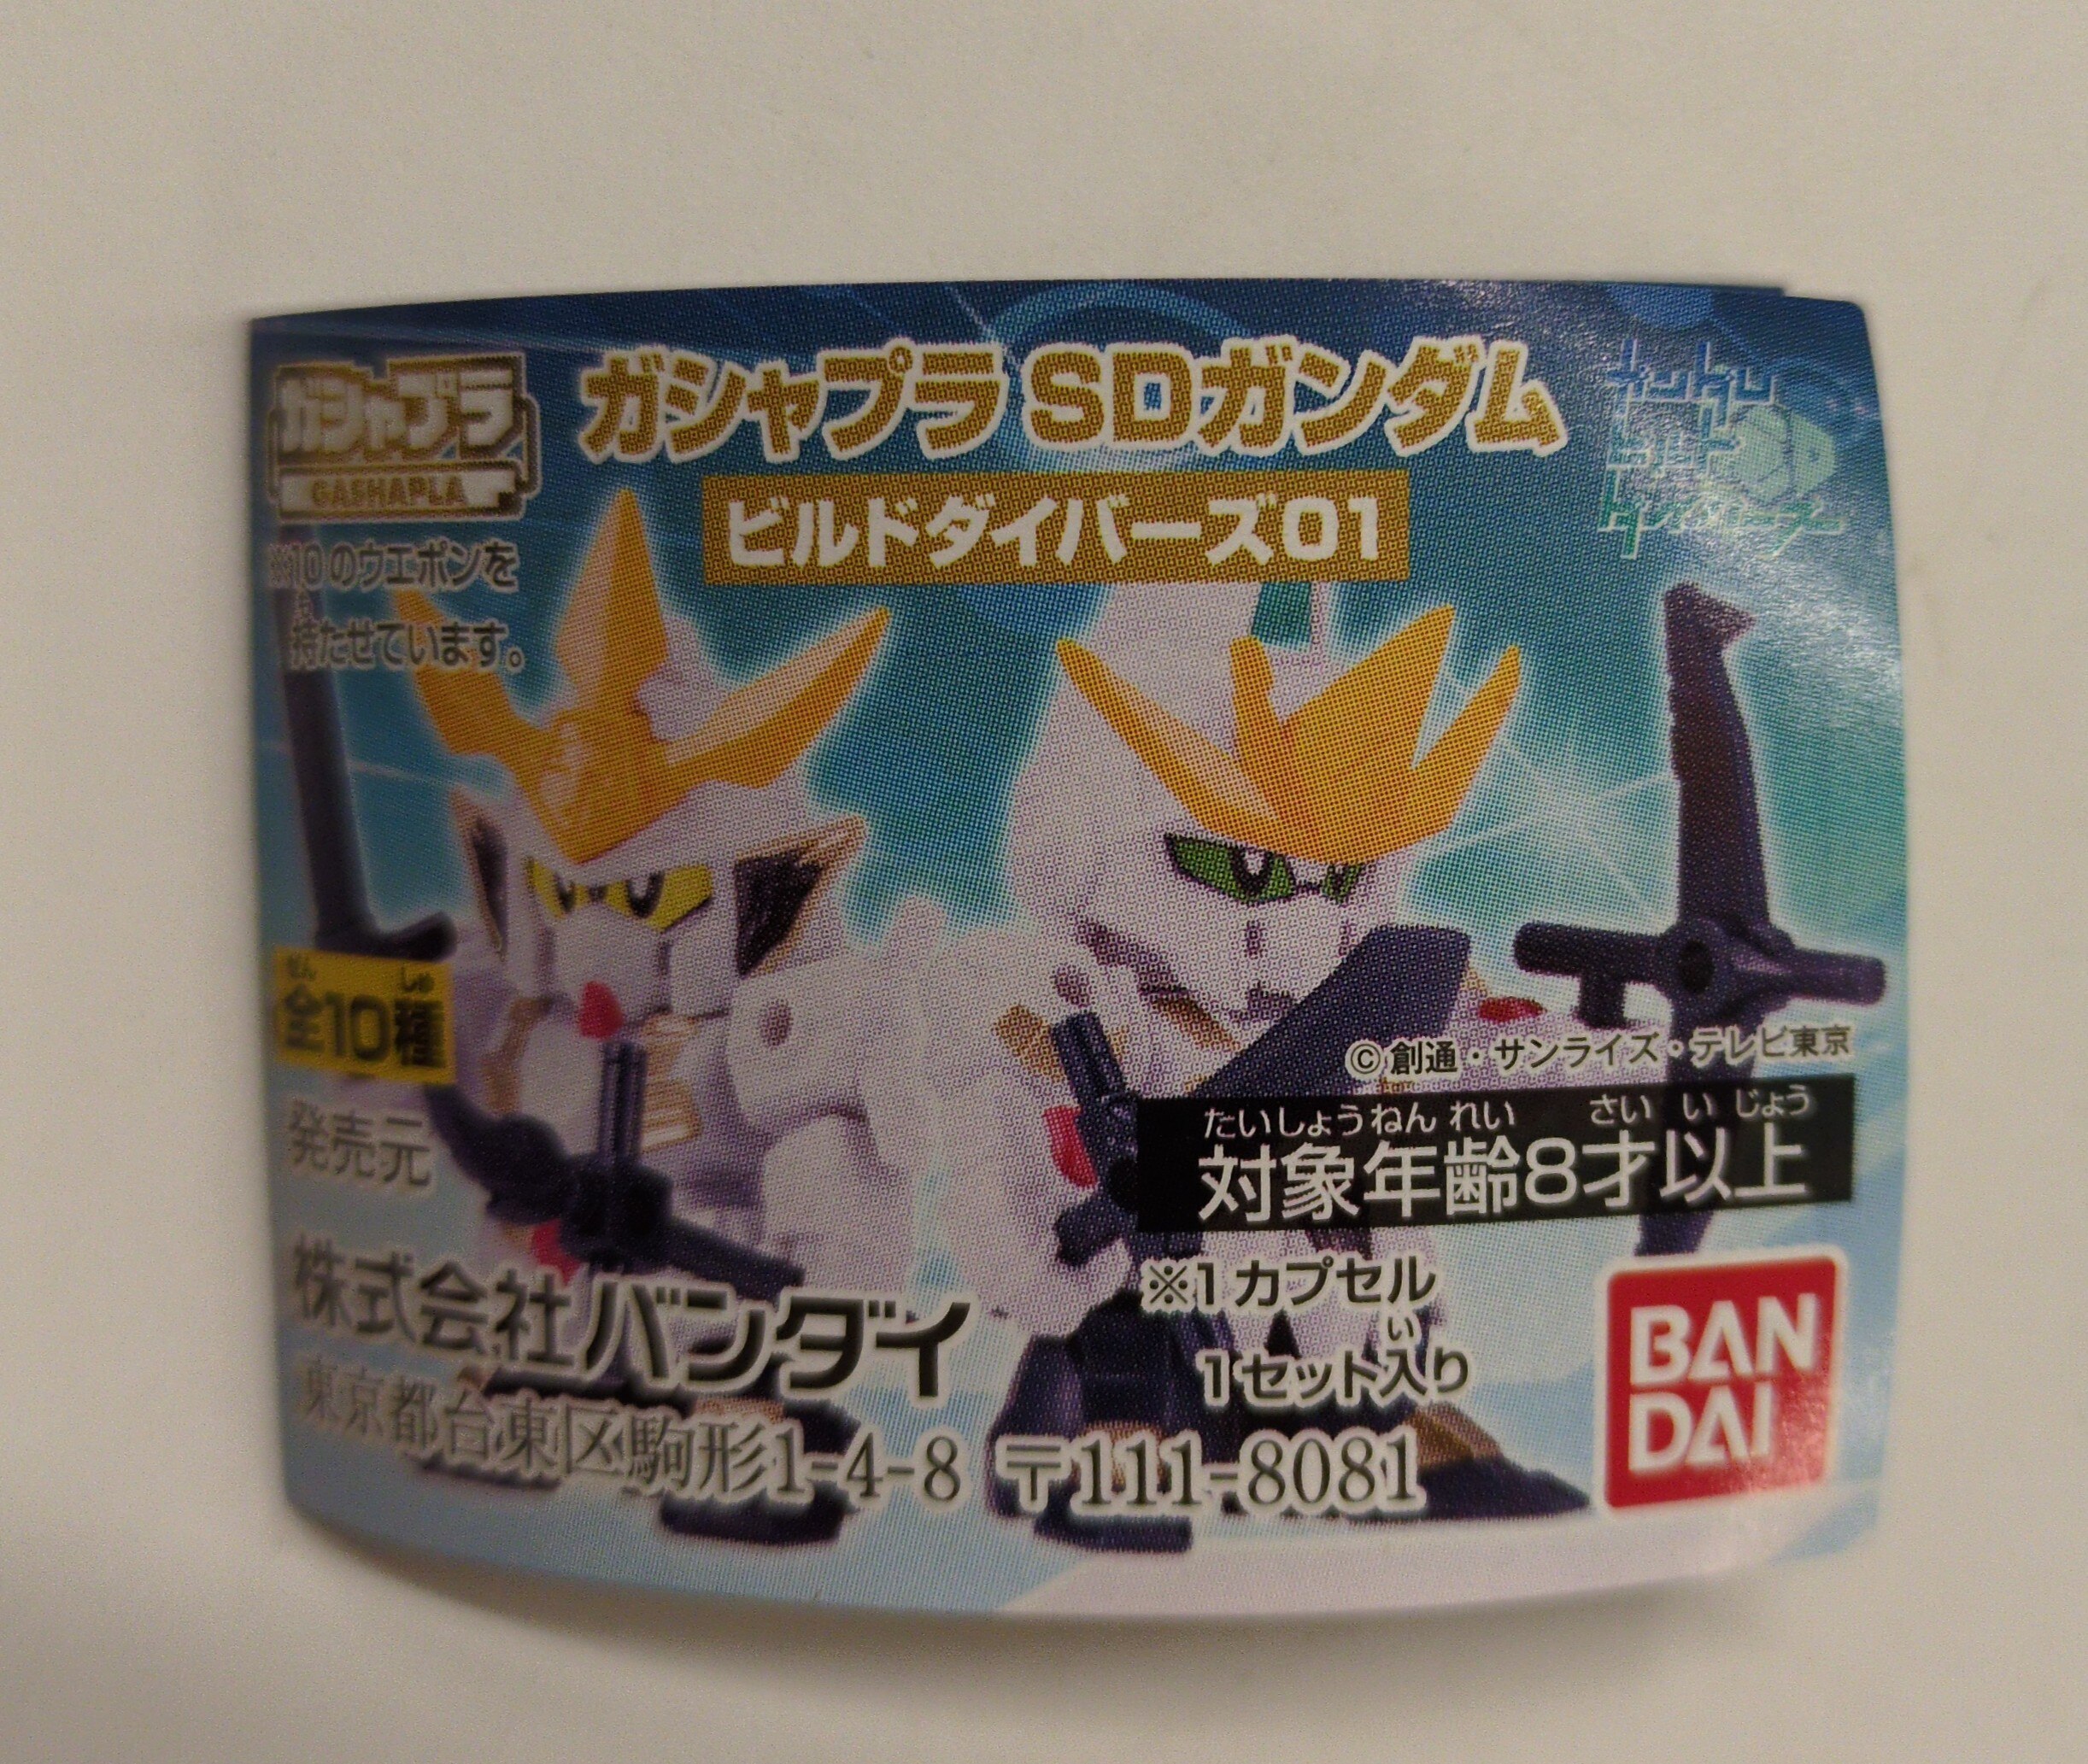 ガシャプラ
GASHAPLA
ガシャプラ SDガンダム
ビルドダイバーズ01
※10のウエポンを
も
持たせています。
ぜん しゅ
全10種
©創通・サンライズ・テレビ東京
たいしょうねんれい さいいじょう
対象年齢8才以上
発売元
株式会社バンダイ
東京都台東区駒形1-4-8 〒111-8081
※1カプセル
い
1セット入り
BAN
DAI